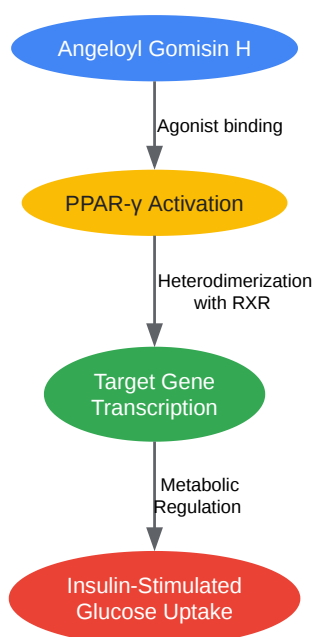 Angeloyl Gomisin H
Agonist binding
PPAR-γ Activation
Heterodimerization
with RXR
Target Gene
Transcription
Metabolic
Regulation
Insulin-Stimulated
Glucose Uptake